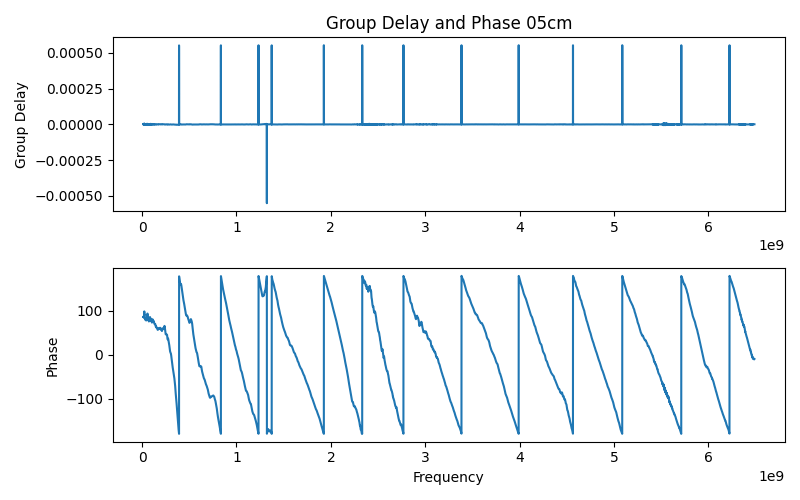 Group Delay and Phase 05cm
Group Delay
0.00050
0.00025
0.00000
−0.00025
−0.00050
0 1 2 3 4 5 6
1e9
Phase
100
0
−100
0 1 2 3 4 5 6
1e9
Frequency